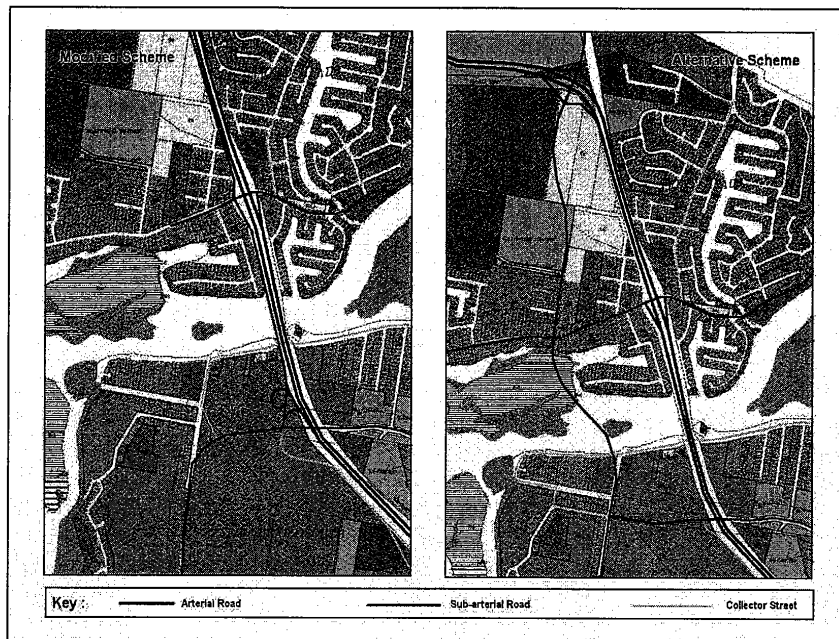 Modified Scheme
Alternative Scheme
Key :
Arterial Road
Sub-arterial Road
Collector Street